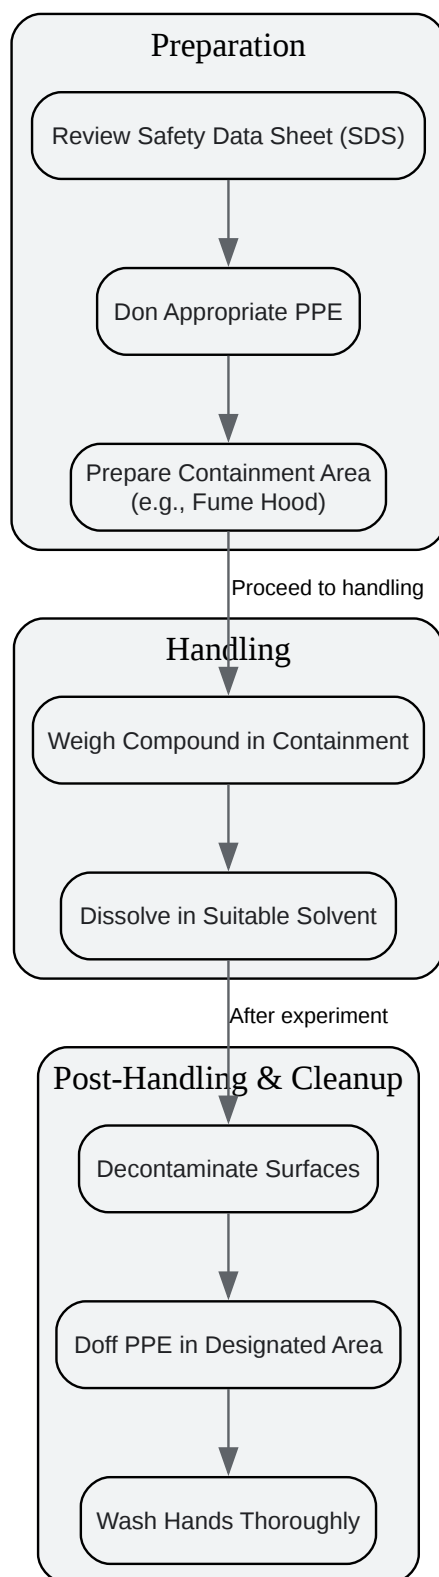 Preparation
Review Safety Data Sheet (SDS)
Don Appropriate PPE
Prepare Containment Area
(e.g., Fume Hood)
Proceed to handling
Handling
Weigh Compound in Containment
Dissolve in Suitable Solvent
After experiment
Post-Handling & Cleanup
Decontaminate Surfaces
Doff PPE in Designated Area
Wash Hands Thoroughly